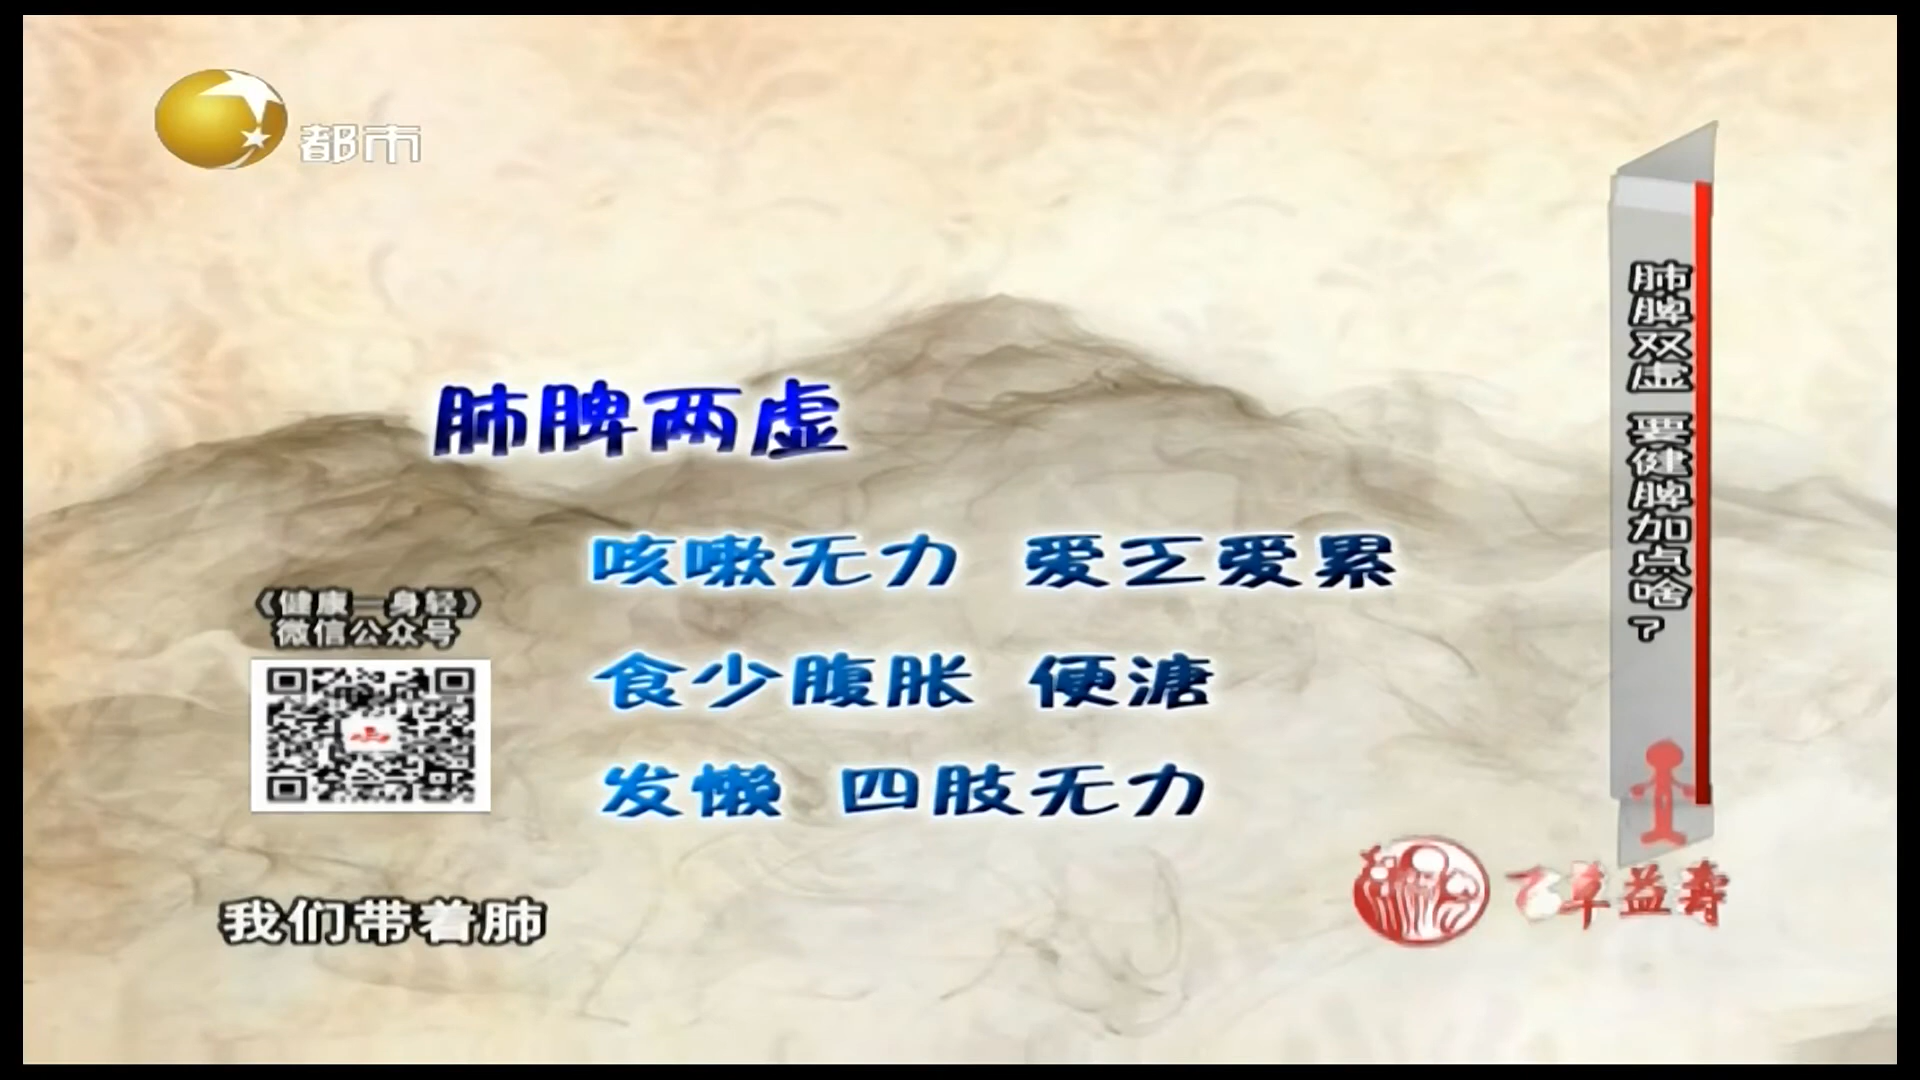 都市
肺脾两虚
咳嗽无力 爱乏爱累
食少腹胀 便溏
发懒 四肢无力
《健康一身轻》
微信公众号
我们带着肺
肺脾双虚 要健脾加点啥？
草益寿